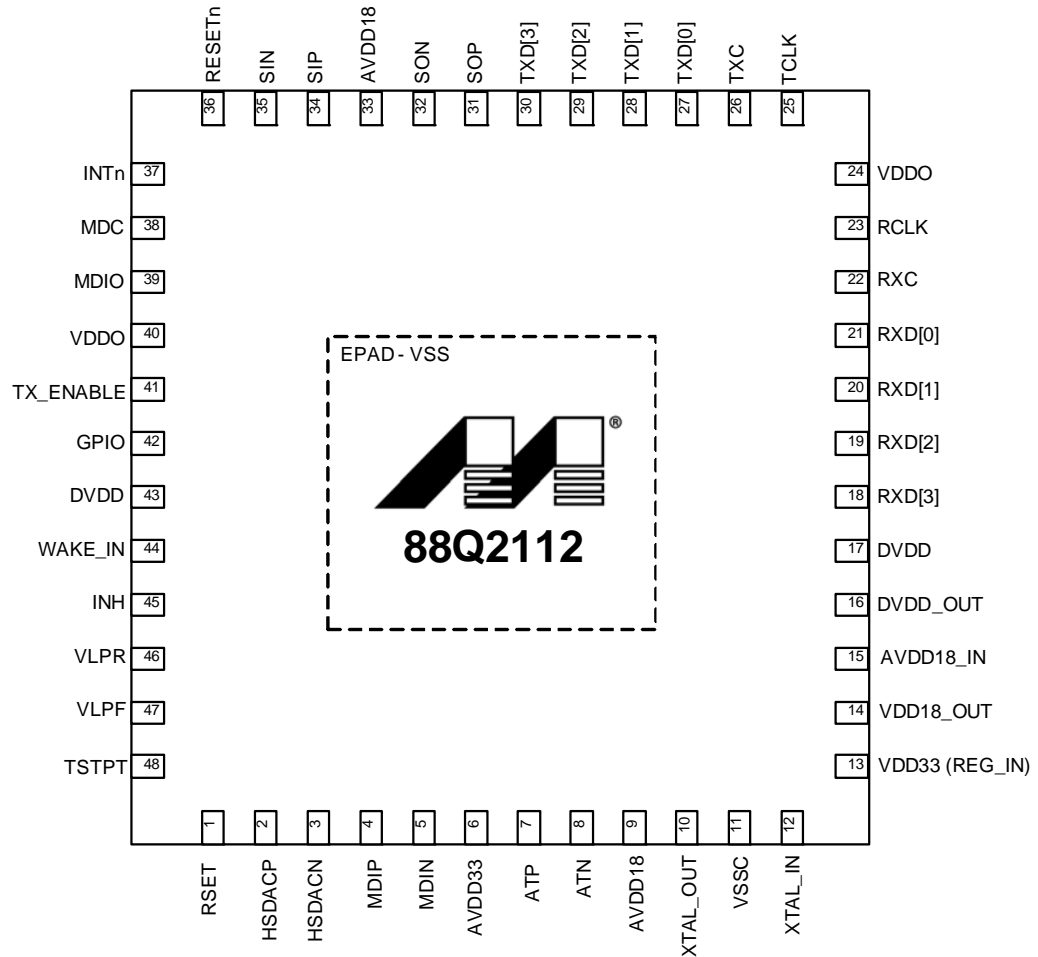 RESETn
SIN
SIP
AVDD18
SON
SOP
TXD[3]
TXD[2]
TXD[1]
TXD[0]
TXC
TCLK
36
35
34
33
32
31
30
29
28
27
26
25
INTn 37
24 VDDO
MDC 38
23 RCLK
MDIO 39
22 RXC
VDDO 40
21 RXD[0]
TX_ENABLE 41
20 RXD[1]
GPIO 42
19 RXD[2]
DVDD 43
18 RXD[3]
WAKE_IN 44
17 DVDD
INH 45
16 DVDD_OUT
VLPR 46
15 AVDD18_IN
VLPF 47
14 VDD18_OUT
TSTPT 48
13 VDD33 (REG_IN)
EPAD - VSS
®
88Q2112
1
2
3
4
5
6
7
8
9
10
11
12
RSET
HSDACP
HSDACN
MDIP
MDIN
AVDD33
ATP
ATN
AVDD18
XTAL_OUT
VSSC
XTAL_IN